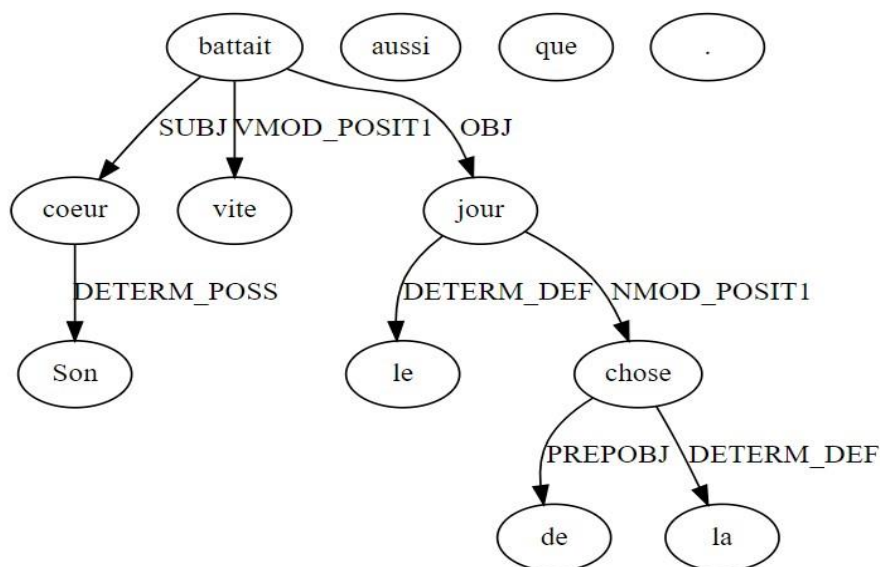 battait aussi que .
SUBJ VMOD_POSIT1 OBJ
coeur vite jour
DETERM_POSS DETERM_DEF NMOD_POSIT1
Son le chose
PREPOBJ DETERM_DEF
de la